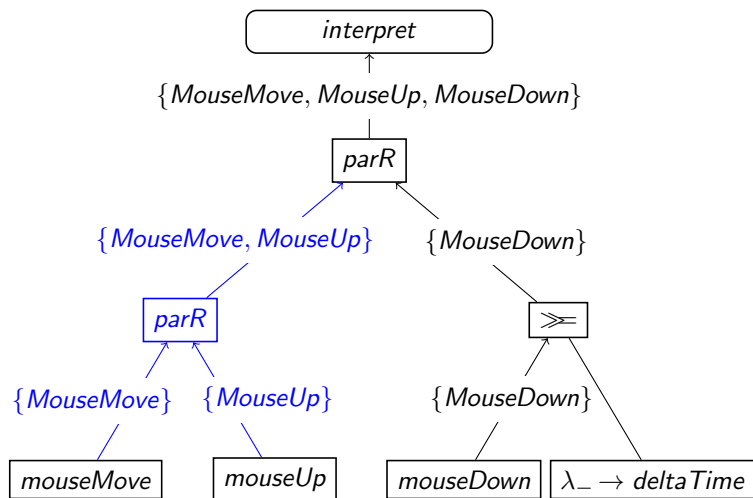 interpret
{MouseMove, MouseUp, MouseDown}
parR
{MouseMove, MouseUp} {MouseDown}
parR ≫=
{MouseMove} {MouseUp} {MouseDown}
mouseMove mouseUp mouseDown λ_ → deltaTime